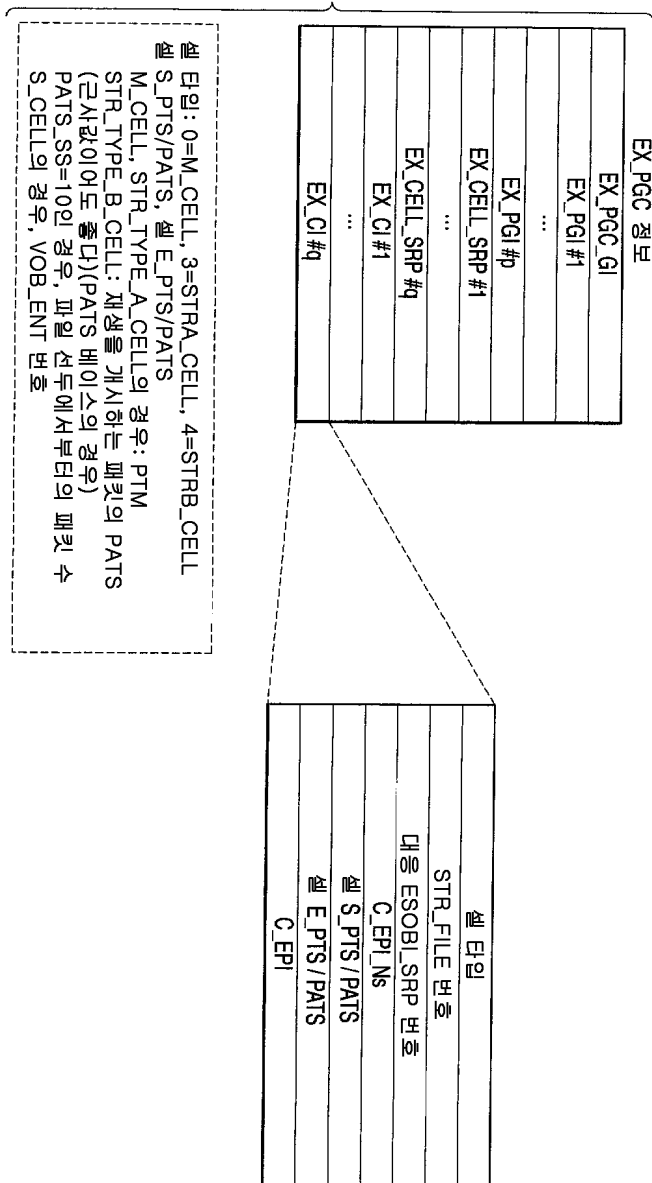 EX_PGC 정보
EX_PGC_GI
EX_PGI #1
...
EX_PGI #p
EX_CELL_SRP #1
...
EX_CELL_SRP #q
EX_CI #1
...
EX_CI #q
셀 타입
STR_FILE 번호
대응 ESOBI_SRP 번호
C_EPI_Ns
셀 S_PTS / PATS
셀 E_PTS / PATS
C_EPI
셀 타입: 0=M_CELL, 3=STRA_CELL, 4=STRB_CELL
셀 S_PTS/PATS, 셀 E_PTS/PATS
M_CELL, STR_TYPE_A_CELL의 경우: PTM
STR_TYPE_B_CELL: 재생을 개시하는 패킷의 PATS
(근사값이어도 좋다)(PATS 베이스의 경우)
PATS_SS=10인 경우, 파일 선두에서부터의 패킷 수
S_CELL의 경우, VOB_ENT 번호